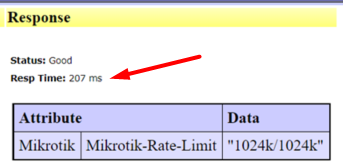 Response
Status: Good
Resp Time: 207 ms
Attribute Data
Mikrotik Mikrotik-Rate-Limit "1024k/1024k"